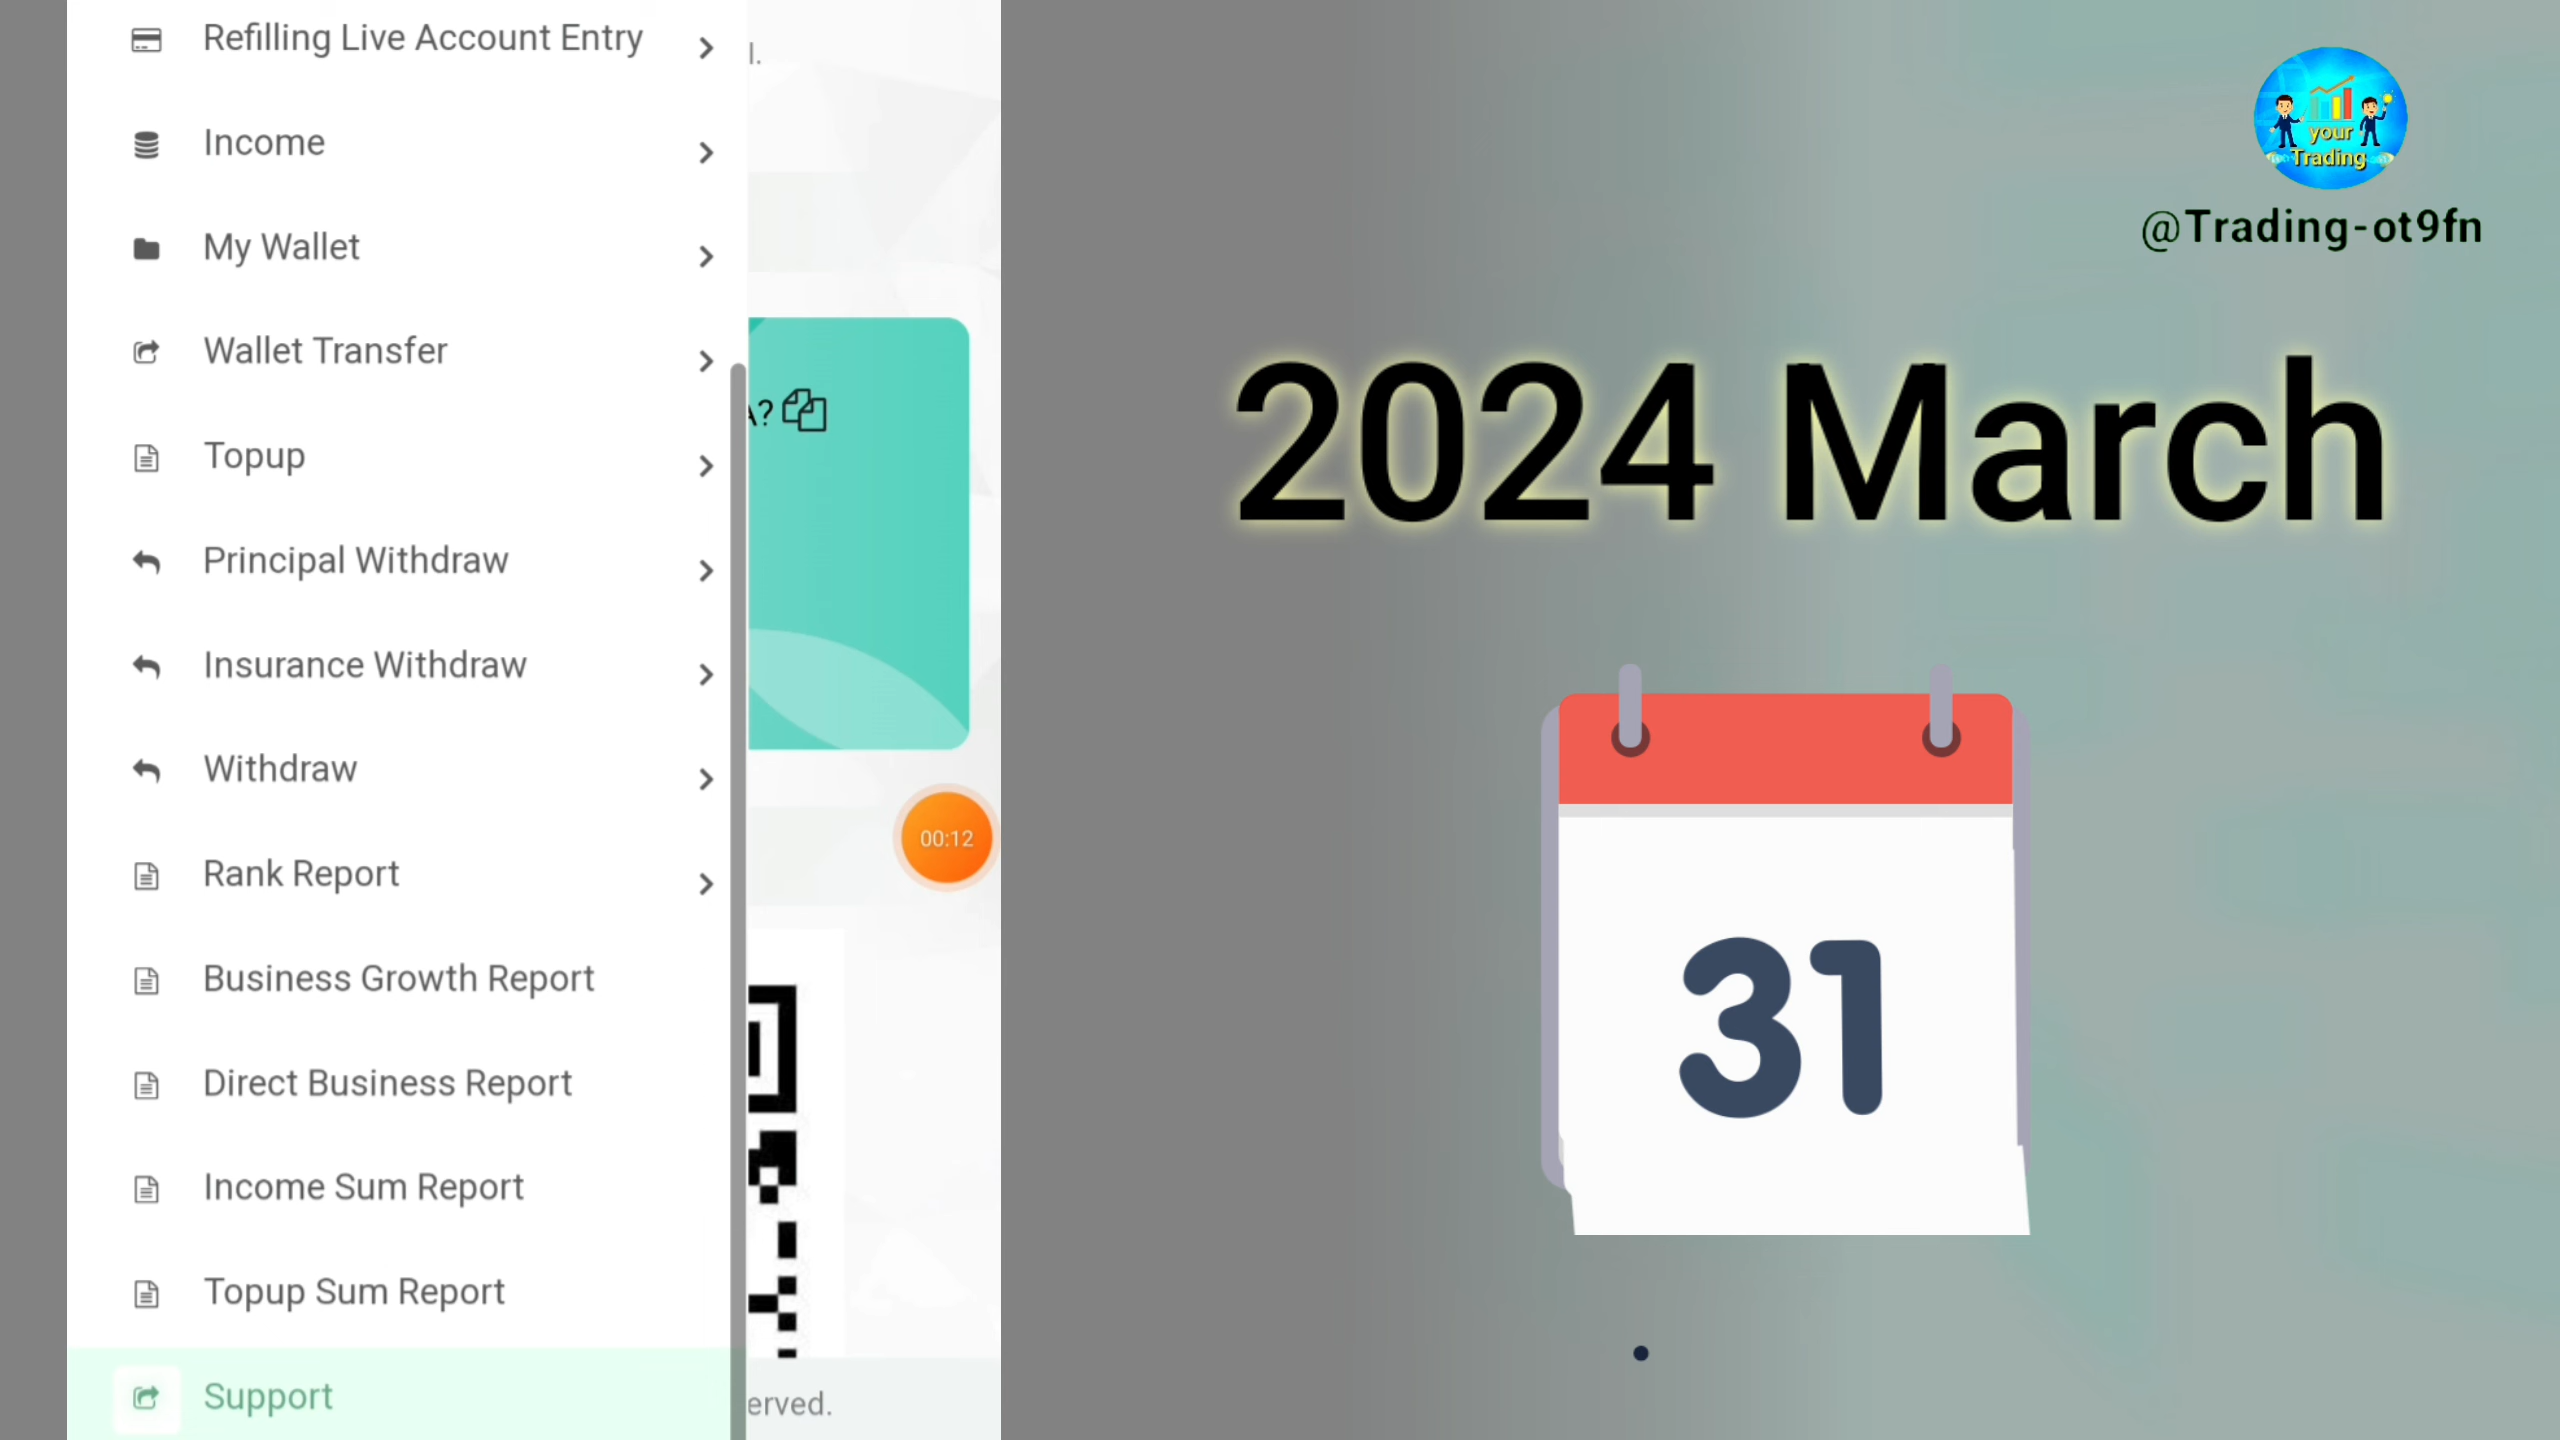 Refilling Live Account Entry
l.
Income
My Wallet
Wallet Transfer
?
Topup
Principal Withdraw
Insurance Withdraw
Withdraw
00:12
Rank Report
Business Growth Report
Direct Business Report
Income Sum Report
Topup Sum Report
Support
erved.
your
Trading
@Trading-ot9fn
2024 March
31